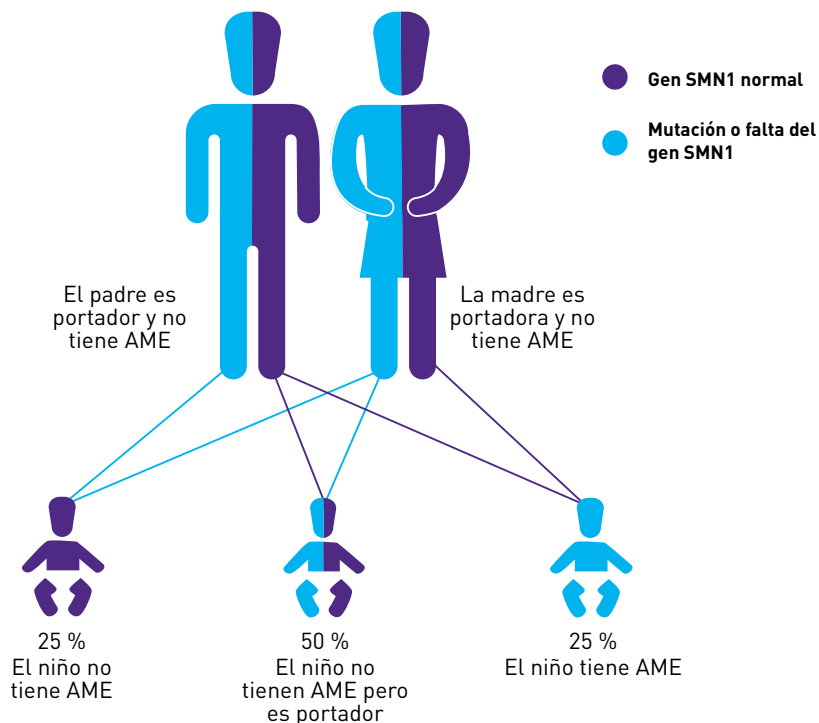 Gen SMN1 normal
Mutación o falta del
gen SMN1
El padre es
portador y no
tiene AME
La madre es
portadora y no
tiene AME
25 %
El niño no
tiene AME
50 %
El niño no
tienen AME pero
es portador
25 %
El niño tiene AME